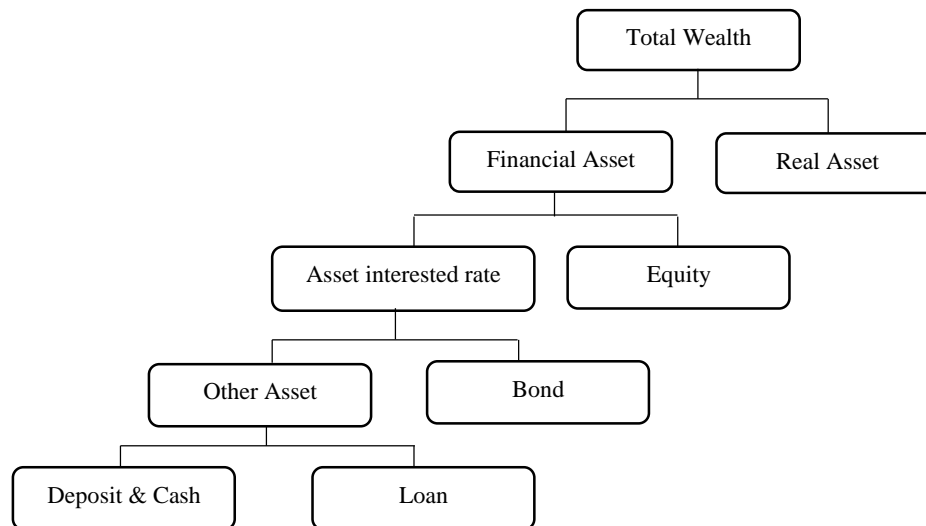 Total Wealth
Financial Asset
Real Asset
Asset interested rate
Equity
Other Asset
Bond
Deposit & Cash
Loan